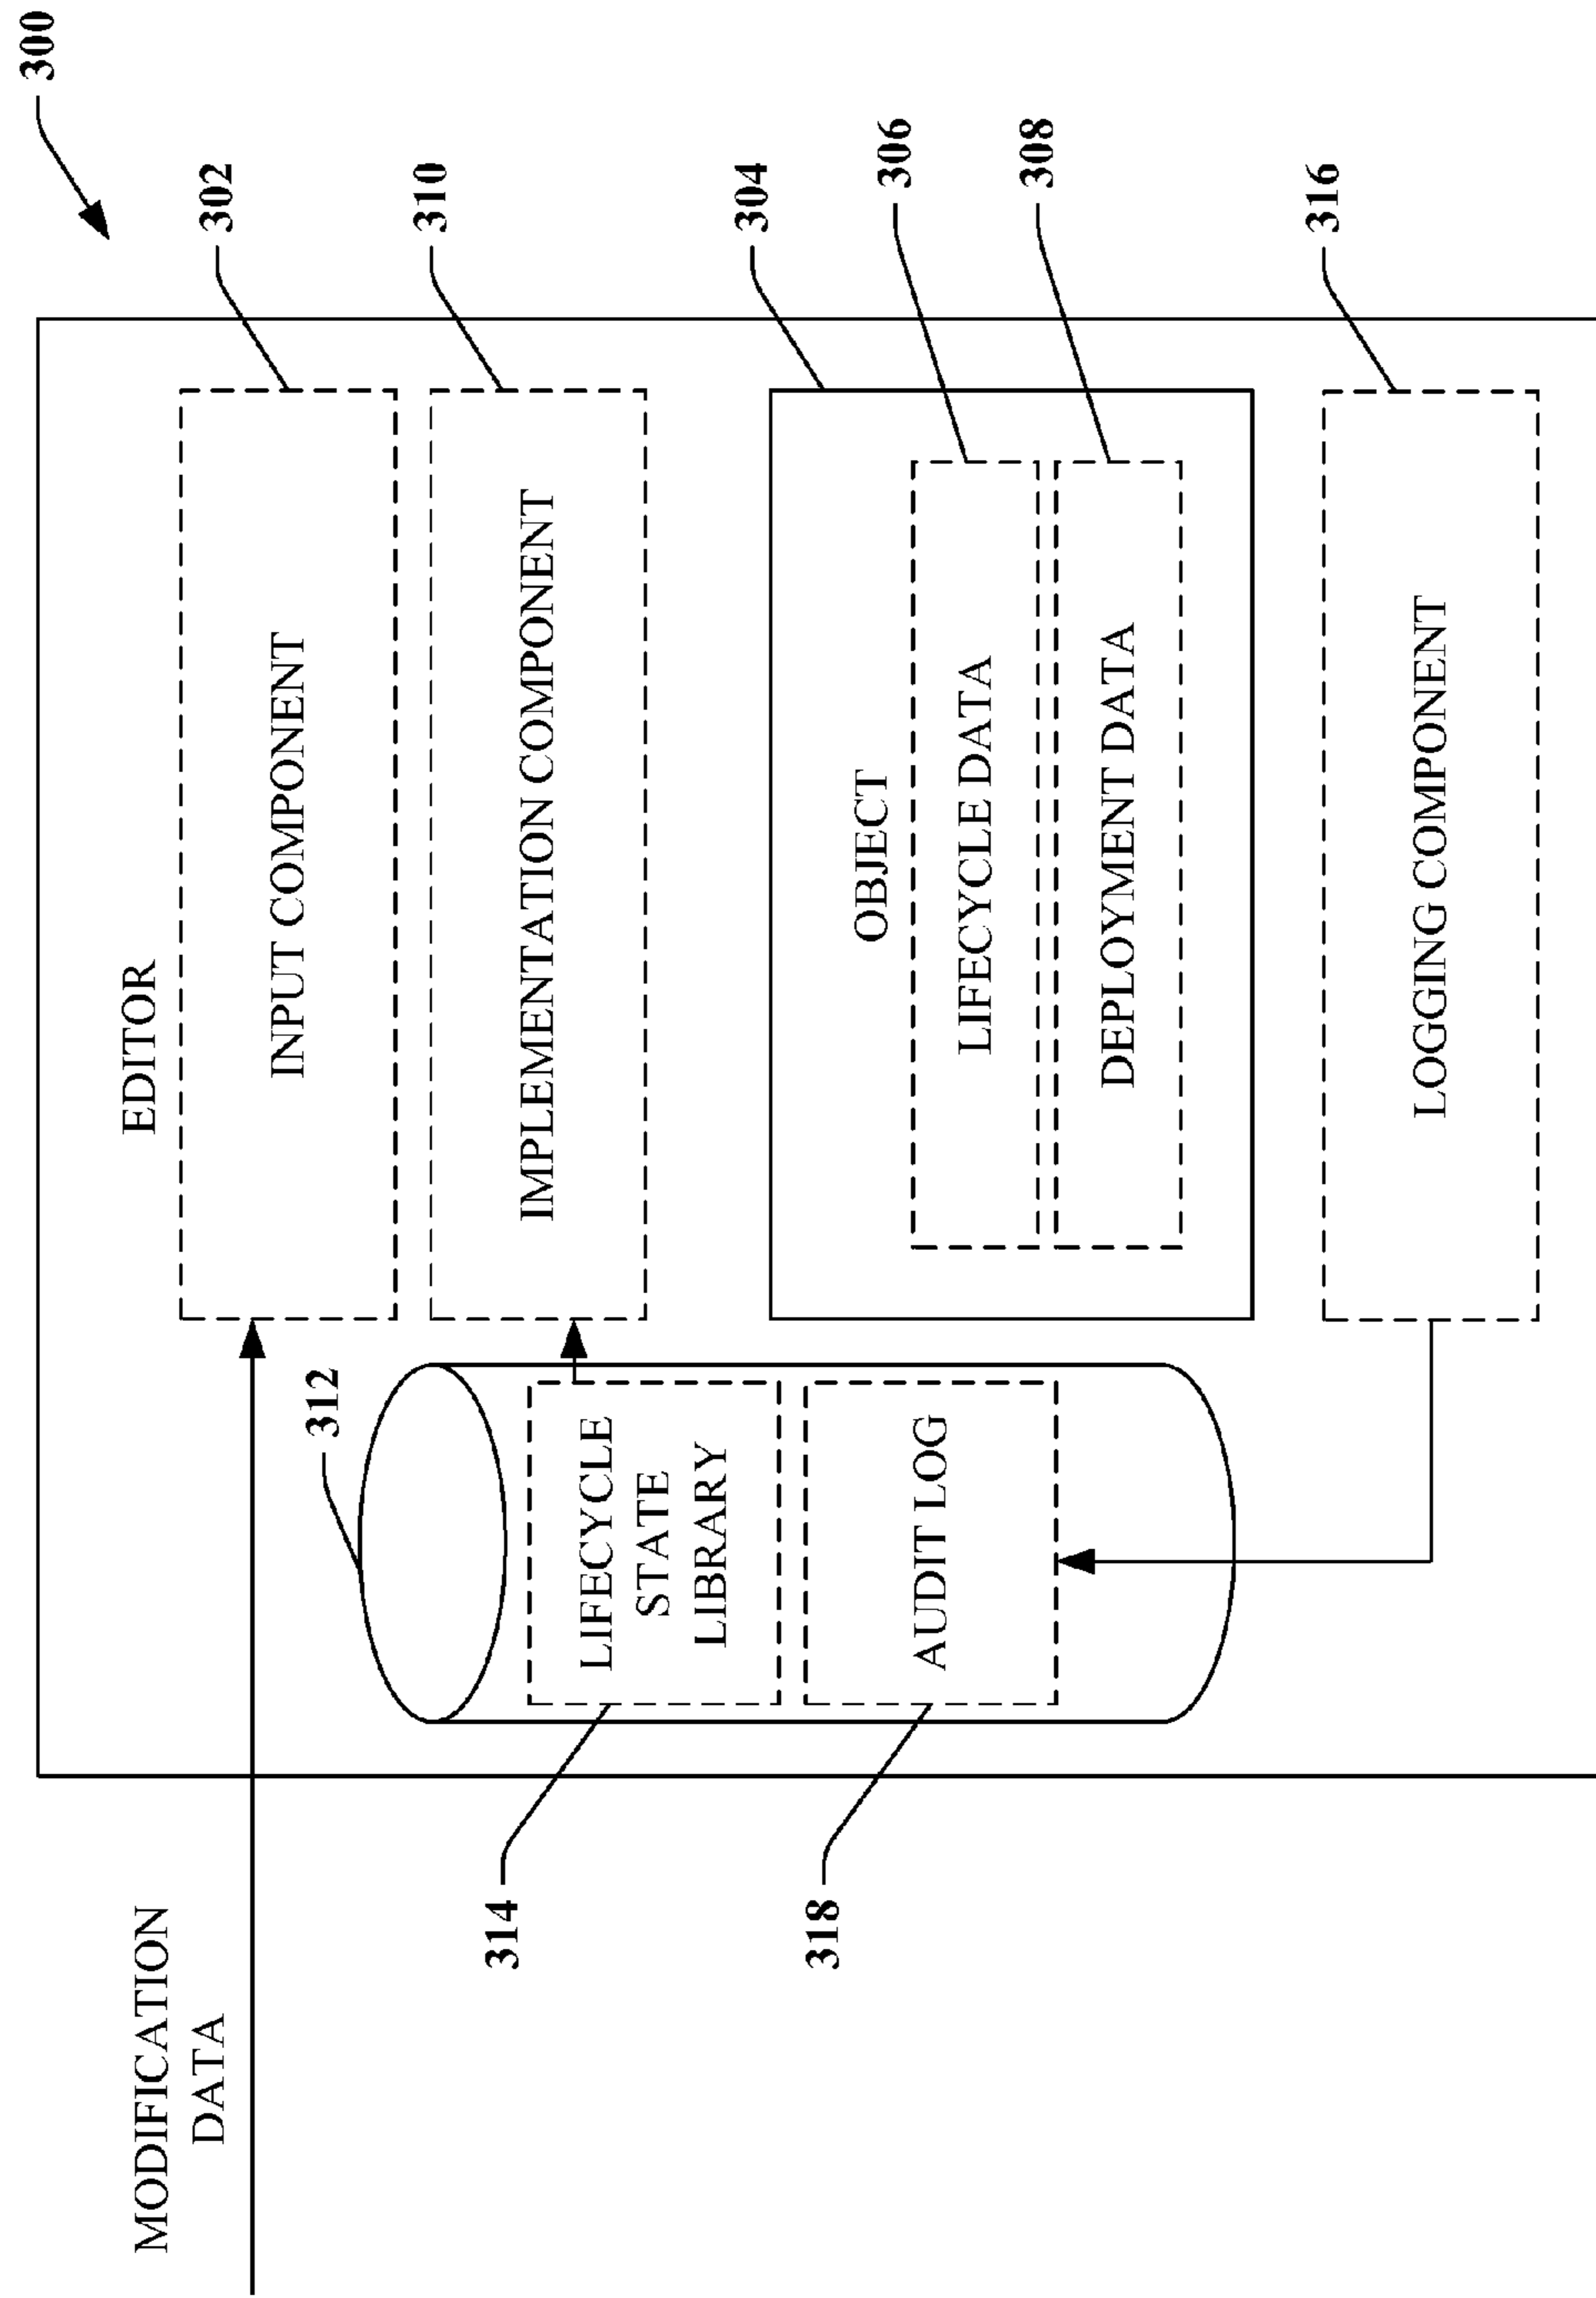 300
EDITOR
302
INPUT COMPONENT
MODIFICATION
DATA
310
IMPLEMENTATION COMPONENT
312
314
LIFECYCLE
STATE
LIBRARY
304
OBJECT
306
LIFECYCLE DATA
308
DEPLOYMENT DATA
318
AUDIT LOG
316
LOGGING COMPONENT